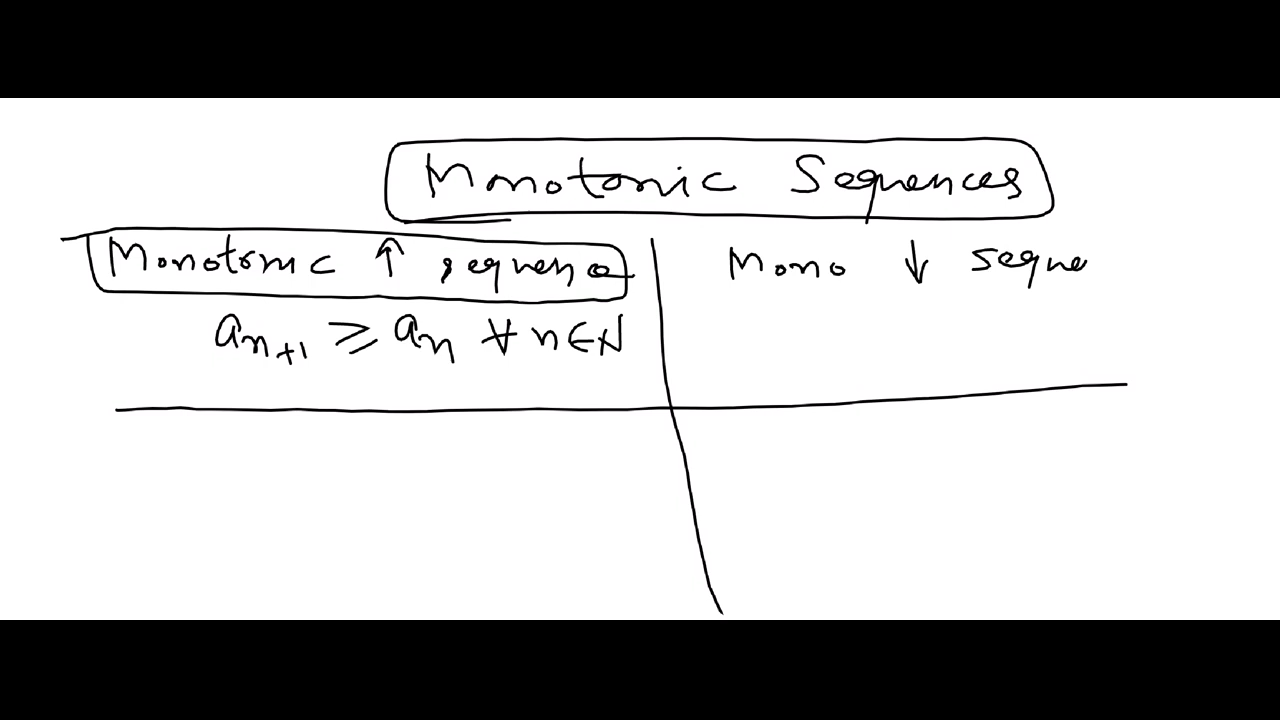 Monotonic Sequences
Monotonic ↑ sequence
Mono ↓ seque
aₙ₊₁ ≥ aₙ ∀ n ∈ N